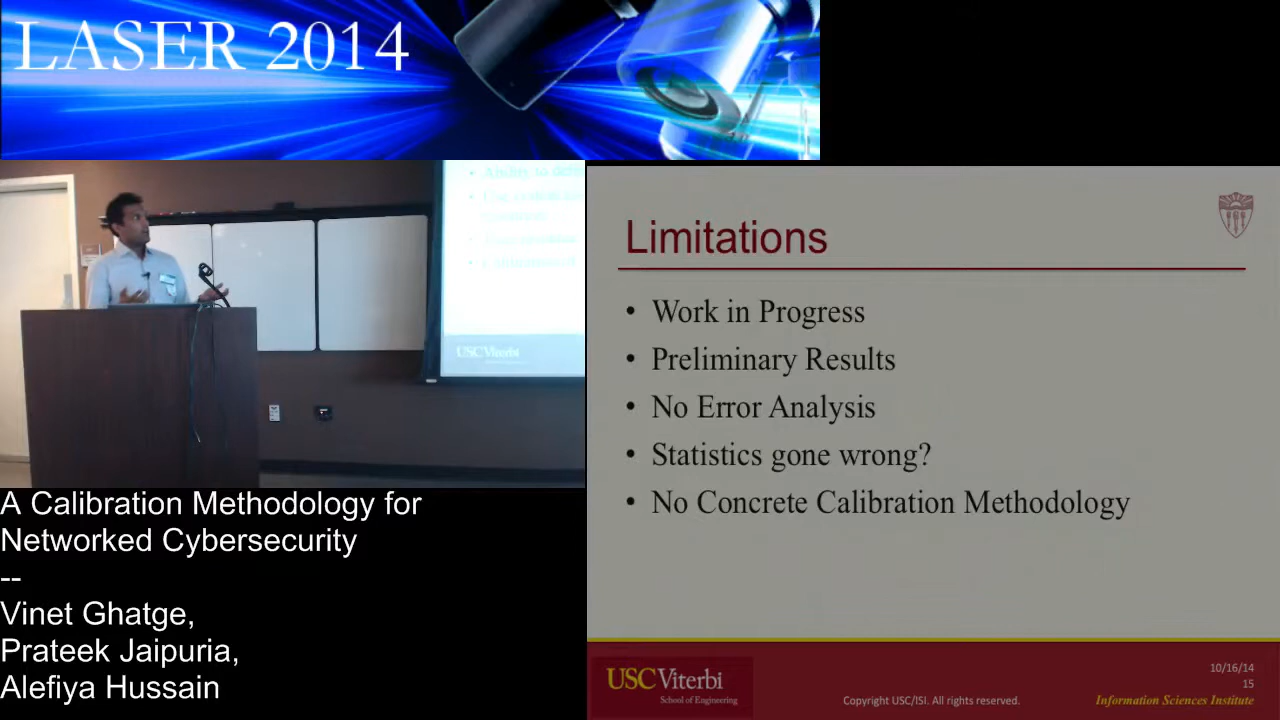 LASER 2014
USC Viterbi
Limitations
• Work in Progress
• Preliminary Results
• No Error Analysis
• Statistics gone wrong?
• No Concrete Calibration Methodology
USC Viterbi
School of Engineering
Copyright USC/ISI. All rights reserved.
10/16/14
15
Information Sciences Institute
A Calibration Methodology for
Networked Cybersecurity
--
Vinet Ghatge,
Prateek Jaipuria,
Alefiya Hussain